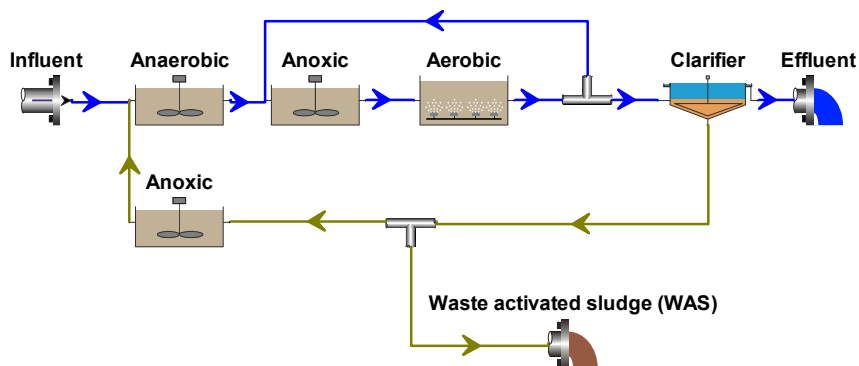 Influent
Anaerobic
Anoxic
Aerobic
Clarifier
Effluent
Anoxic
Waste activated sludge (WAS)